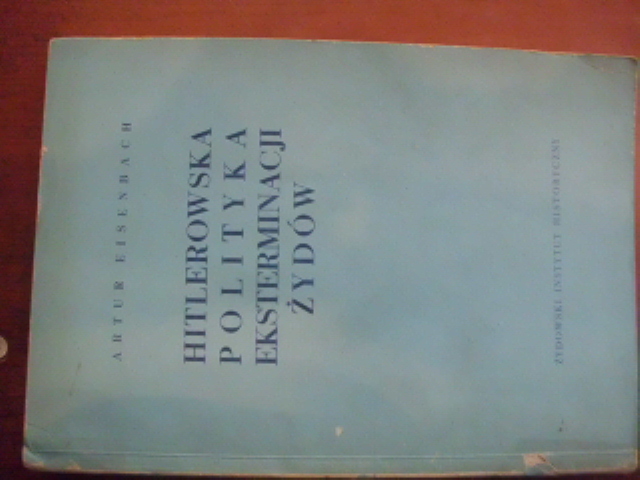 ARTUR EISENBACH
HITLEROWSKA
POLITYKA
EKSTERMINACJI
ŻYDÓW
ŻYDOWSKI INSTYTUT HISTORYCZNY